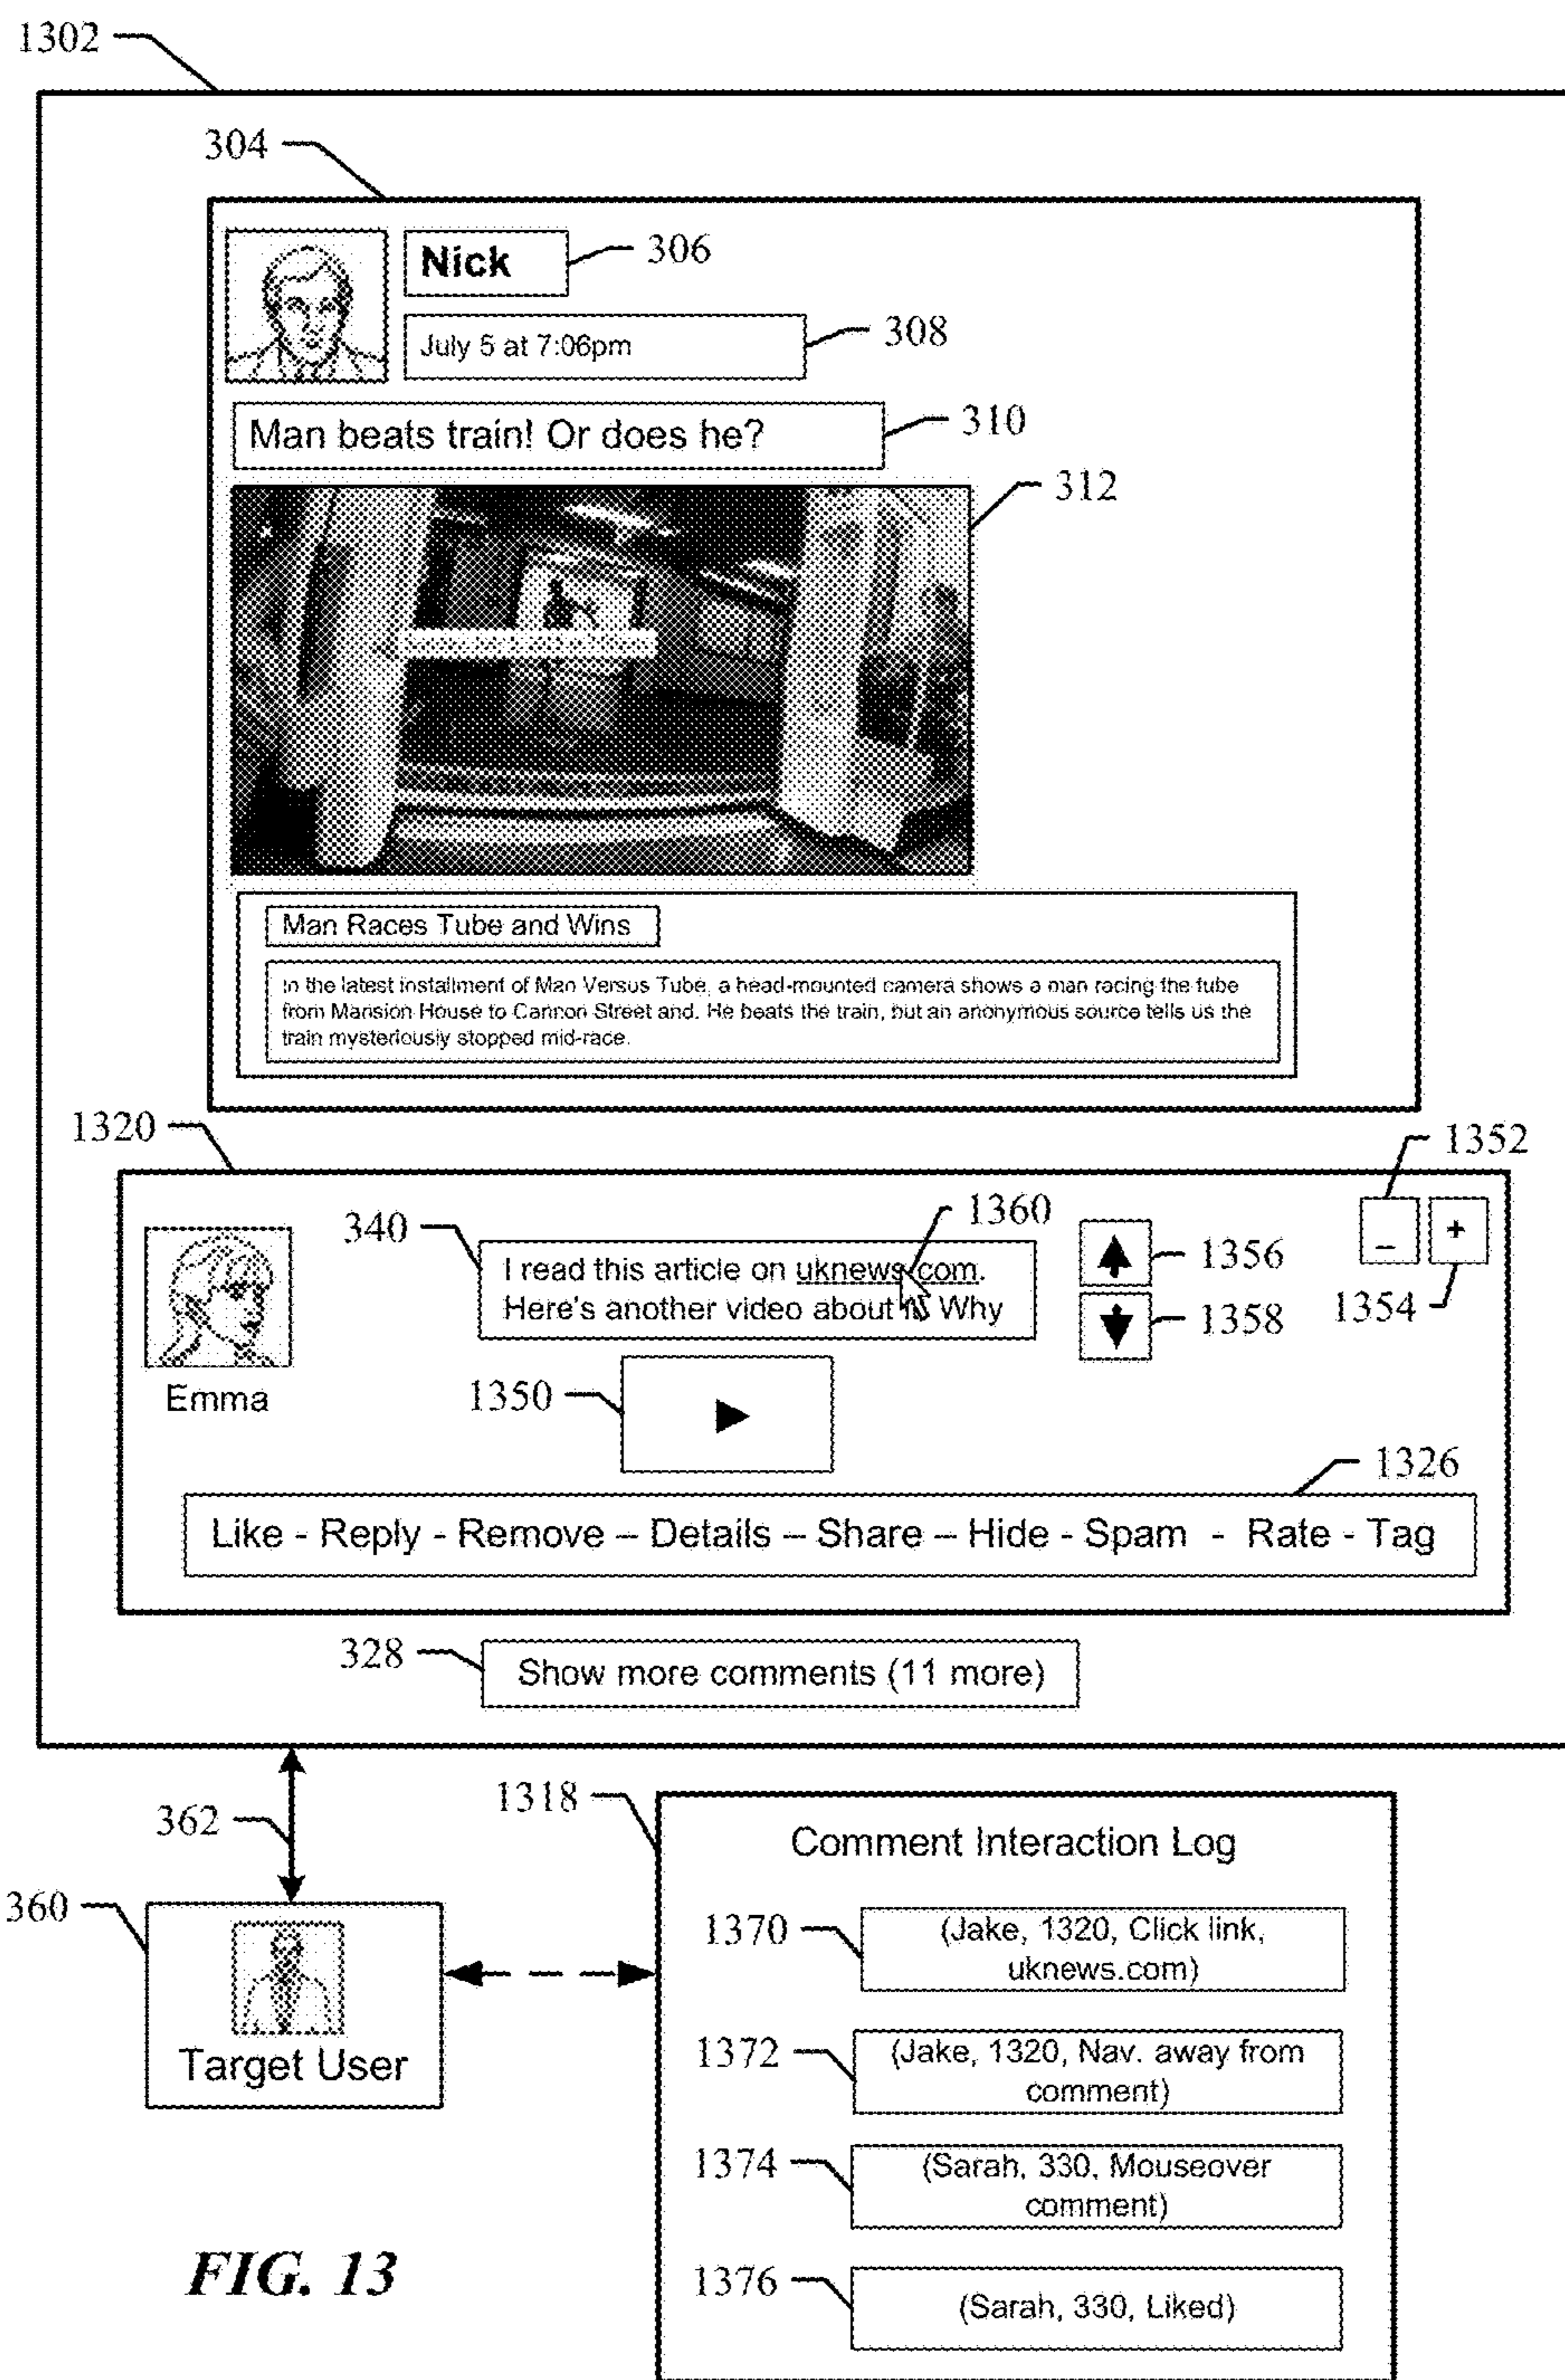 1302
304
Nick
306
July 5 at 7:06pm
308
Man beats train! Or does he?
310
312
Man Races Tube and Wins
In the latest installment of Man Versus Tube, a head-mounted camera shows a man racing the tube
from Mansion House to Cannon Street and. He beats the train, but an anonymous source tells us the
train mysteriously stopped mid-race.
1320
1352
340
1360
I read this article on uknews.com.
Here's another video about it. Why
1356
1358
_
+
1354
Emma
1350
1326
Like - Reply - Remove – Details – Share – Hide - Spam - Rate - Tag
328
Show more comments (11 more)
362
1318
Comment Interaction Log
360
Target User
1370
(Jake, 1320, Click link,
uknews.com)
1372
(Jake, 1320, Nav. away from
comment)
1374
(Sarah, 330, Mouseover
comment)
1376
(Sarah, 330, Liked)
FIG. 13